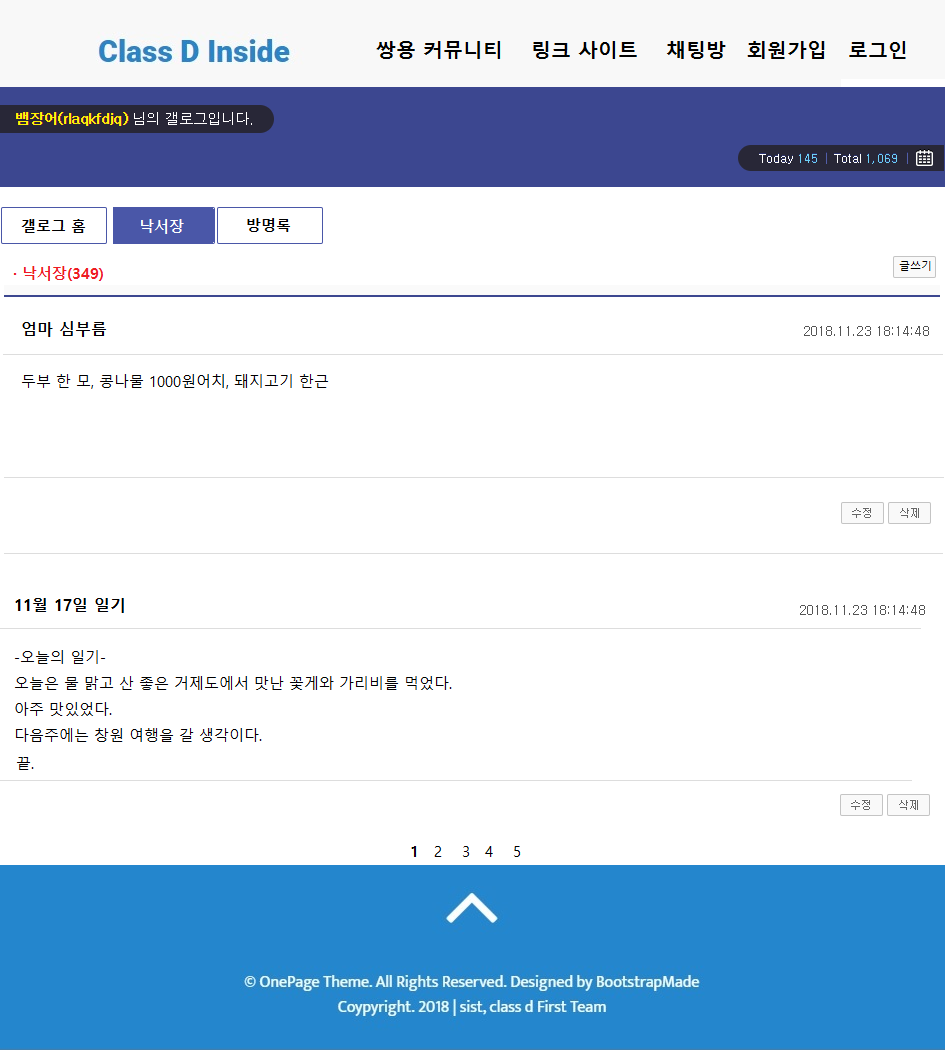 Class D Inside 쌍용 커뮤니티 링크 사이트 채팅방 회원가입 로그인
뱀장어(rlaqkfdjq) 님의 갤로그입니다.
Today 145 | Total 1,069 |
갤로그 홈 낙서장 방명록
· 낙서장(349) 글쓰기
엄마 심부름 2018.11.23 18:14:48
두부 한 모, 콩나물 1000원어치, 돼지고기 한근
수정 삭제
11월 17일 일기 2018.11.23 18:14:48
-오늘의 일기-
오늘은 물 맑고 산 좋은 거제도에서 맛난 꽃게와 가리비를 먹었다.
아주 맛있었다.
다음주에는 창원 여행을 갈 생각이다.
끝.
수정 삭제
1 2 3 4 5
© OnePage Theme. All Rights Reserved. Designed by BootstrapMade
Coypyright. 2018 | sist, class d First Team